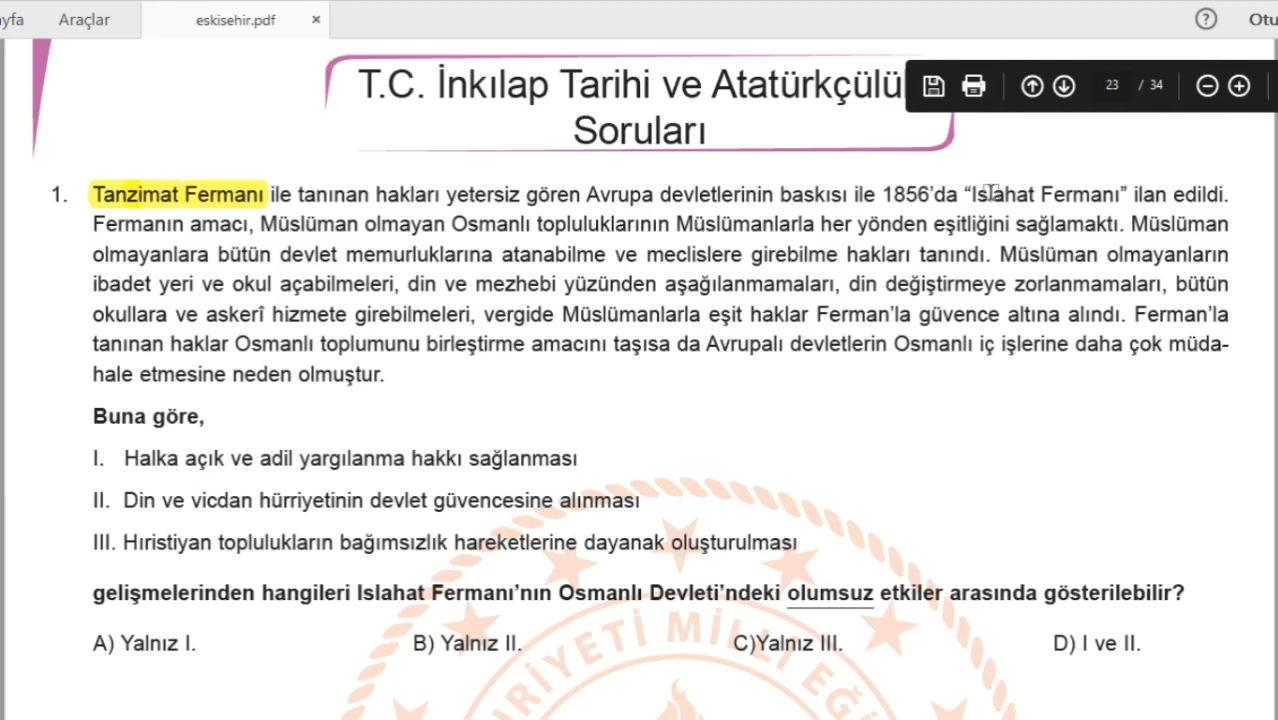 Araçlar
eskisehir.pdf
×
?
T.C. İnkılap Tarihi ve Atatürkçülü
Soruları
23 / 34
1. Tanzimat Fermanı ile tanınan hakları yetersiz gören Avrupa devletlerinin baskısı ile 1856’da “Islahat Fermanı” ilan edildi.
Fermanın amacı, Müslüman olmayan Osmanlı topluluklarının Müslümanlarla her yönden eşitliğini sağlamaktı. Müslüman
olmayanlara bütün devlet memurluklarına atanabilme ve meclislere girebilme hakları tanındı. Müslüman olmayanların
ibadet yeri ve okul açabilmeleri, din ve mezhebi yüzünden aşağılanmamaları, din değiştirmeye zorlanmamaları, bütün
okullara ve askerî hizmete girebilmeleri, vergide Müslümanlarla eşit haklar Ferman’la güvence altına alındı. Ferman’la
tanınan haklar Osmanlı toplumunu birleştirme amacını taşısa da Avrupalı devletlerin Osmanlı iç işlerine daha çok müda-
hale etmesine neden olmuştur.
Buna göre,
I. Halka açık ve adil yargılanma hakkı sağlanması
II. Din ve vicdan hürriyetinin devlet güvencesine alınması
III. Hıristiyan toplulukların bağımsızlık hareketlerine dayanak oluşturulması
gelişmelerinden hangileri Islahat Fermanı’nın Osmanlı Devleti’ndeki olumsuz etkiler arasında gösterilebilir?
A) Yalnız I. B) Yalnız II. C)Yalnız III. D) I ve II.
MİLL